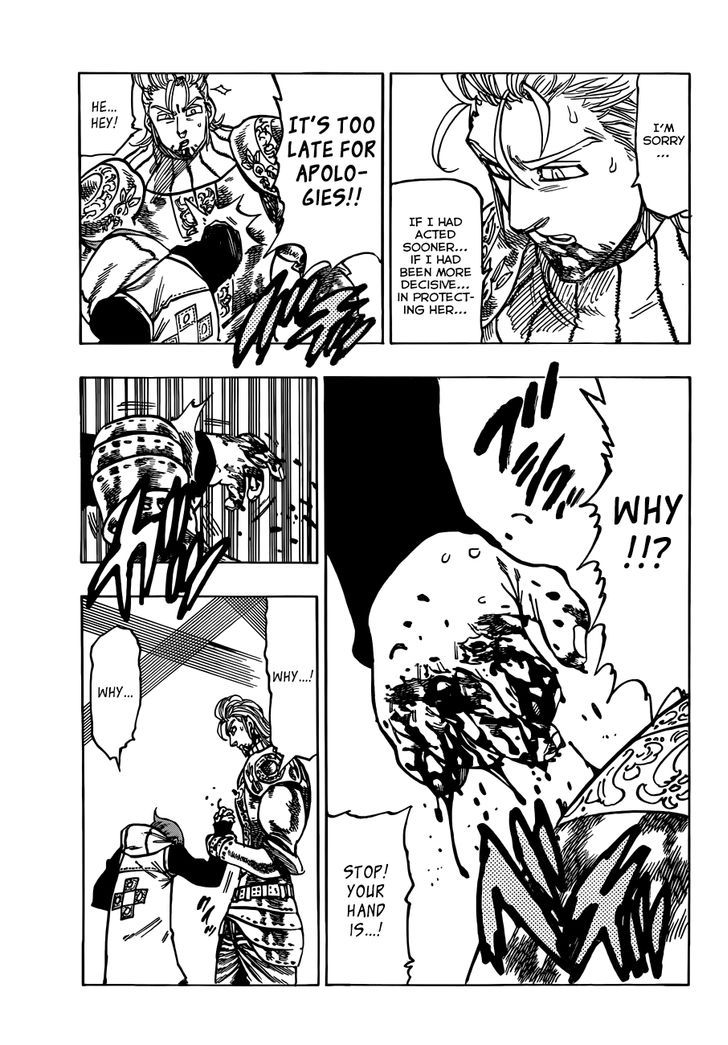 I'M
SORRY
...
IF I HAD
ACTED
SOONER...
IF I HAD
BEEN MORE
DECISIVE
... IN PROTECT-
ING HER...
IT'S TOO
LATE FOR
APOLO-
GIES!!
HE...
HEY!
WHY
!!?
STOP!
YOUR
HAND
IS...!
WHY...!
WHY...